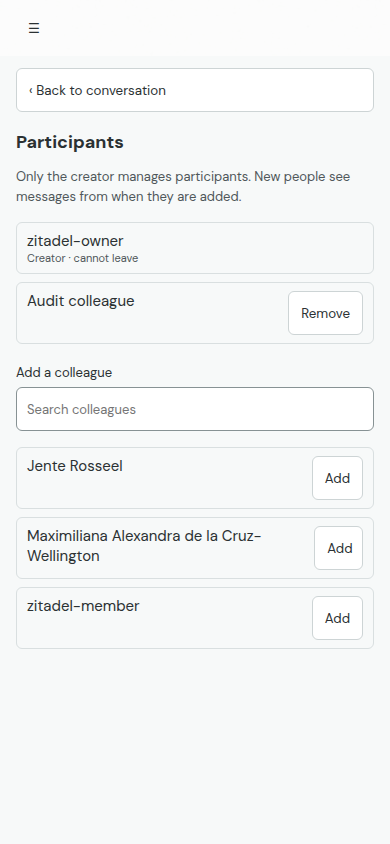 ☰
‹ Back to conversation
Participants
Only the creator manages participants. New people see
messages from when they are added.
zitadel-owner
Creator · cannot leave
Audit colleague
Remove
Add a colleague
Search colleagues
Jente Rosseel
Add
Maximiliana Alexandra de la Cruz-
Wellington
Add
zitadel-member
Add